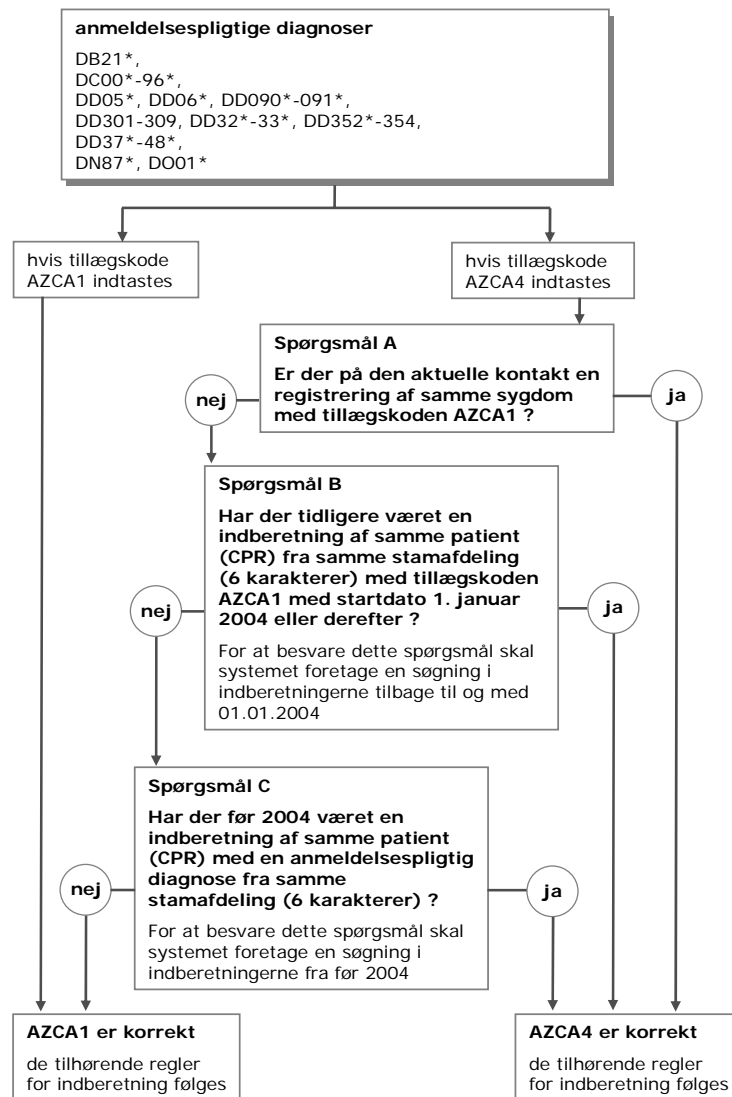 anmeldelsespligtige diagnoser
DB21*,
DC00*-96*,
DD05*, DD06*, DD090*-091*,
DD301-309, DD32*-33*, DD352*-354,
DD37*-48*,
DN87*, DO01*
hvis tillægskode
AZCA1 indtastes
hvis tillægskode
AZCA4 indtastes
Spørgsmål A
Er der på den aktuelle kontakt en
registrering af samme sygdom
med tillægskoden AZCA1 ?
nej
ja
Spørgsmål B
Har der tidligere været en
indberetning af samme patient
(CPR) fra samme stamafdeling
(6 karakterer) med tillægskoden
AZCA1 med startdato 1. januar
2004 eller derefter ?
For at besvare dette spørgsmål skal
systemet foretage en søgning i
indberetningerne tilbage til og med
01.01.2004
nej
ja
Spørgsmål C
Har der før 2004 været en
indberetning af samme patient
(CPR) med en anmeldelsespligtig
diagnose fra samme
stamafdeling (6 karakterer) ?
For at besvare dette spørgsmål skal
systemet foretage en søgning i
indberetningerne fra før 2004
nej
ja
AZCA1 er korrekt
de tilhørende regler
for indberetning følges
AZCA4 er korrekt
de tilhørende regler
for indberetning følges